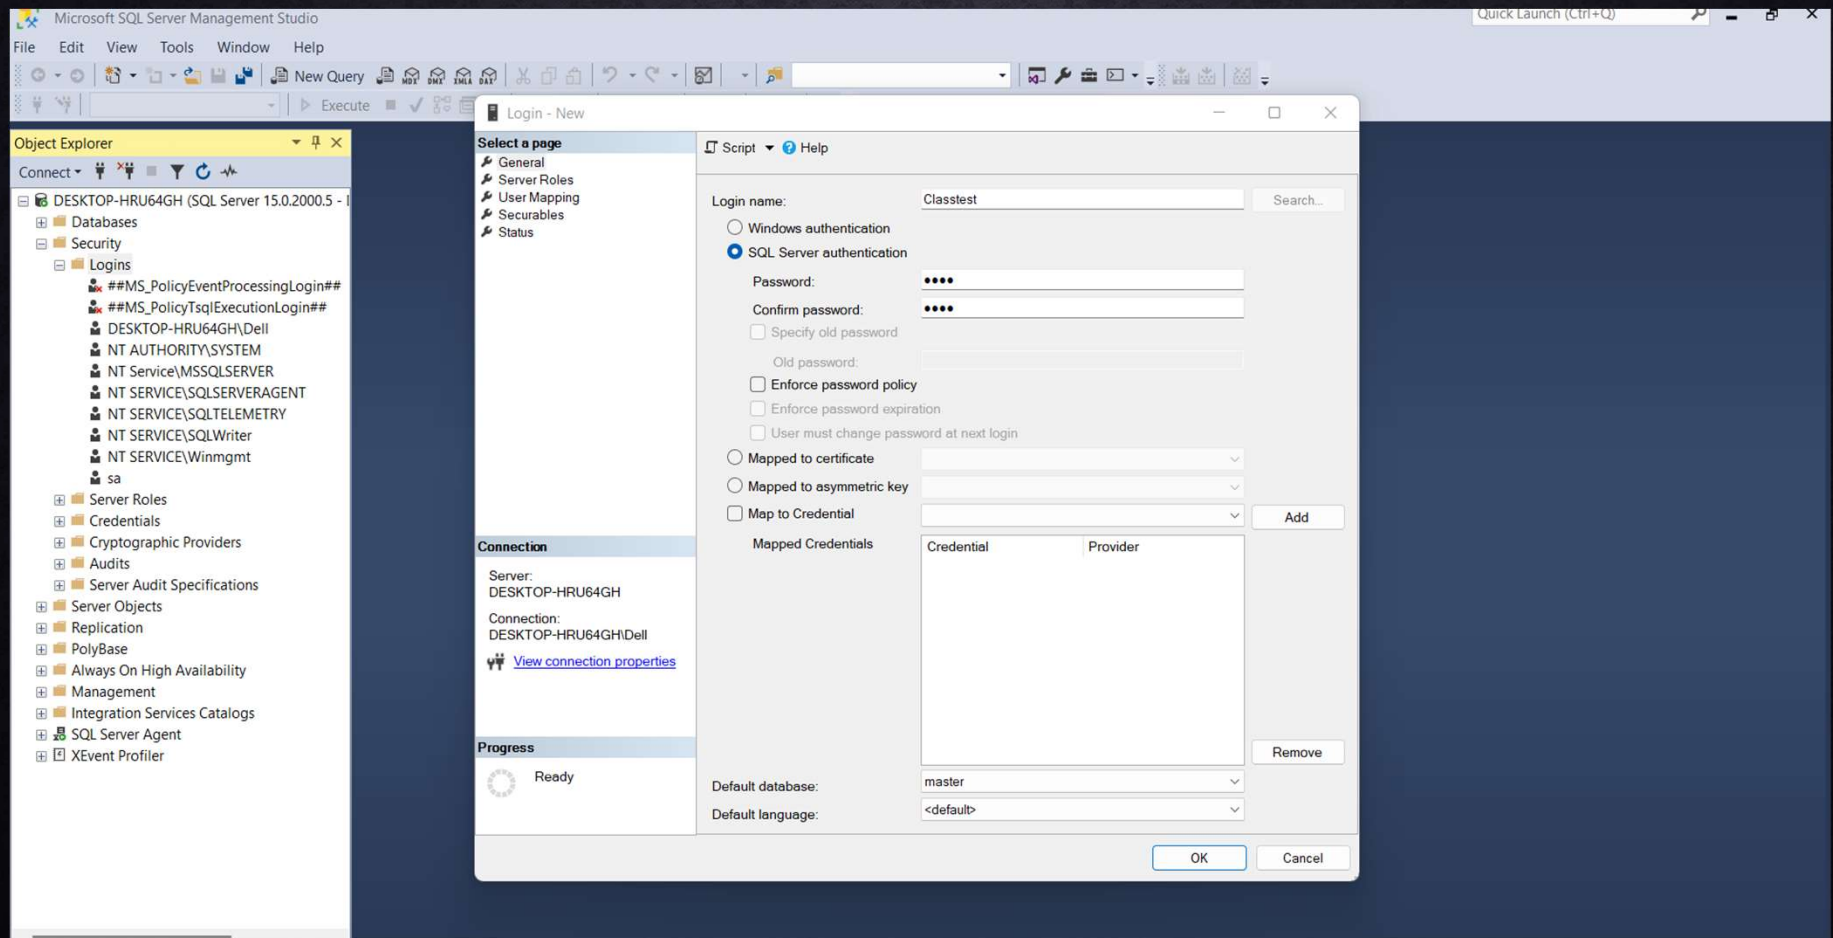 Microsoft SQL Server Management Studio
Quick Launch (Ctrl+Q)
File Edit View Tools Window Help
New Query MDX DMX XMLA DAX
Execute
Object Explorer
Connect
DESKTOP-HRU64GH (SQL Server 15.0.2000.5 - I
Databases
Security
Logins
##MS_PolicyEventProcessingLogin##
##MS_PolicyTsqlExecutionLogin##
DESKTOP-HRU64GH\Dell
NT AUTHORITY\SYSTEM
NT Service\MSSQLSERVER
NT SERVICE\SQLSERVERAGENT
NT SERVICE\SQLTELEMETRY
NT SERVICE\SQLWriter
NT SERVICE\Winmgmt
sa
Server Roles
Credentials
Cryptographic Providers
Audits
Server Audit Specifications
Server Objects
Replication
PolyBase
Always On High Availability
Management
Integration Services Catalogs
SQL Server Agent
XEvent Profiler
Login - New
Select a page
General
Server Roles
User Mapping
Securables
Status
Connection
Server:
DESKTOP-HRU64GH
Connection:
DESKTOP-HRU64GH\Dell
View connection properties
Progress
Ready
Script Help
Login name: Classtest Search...
Windows authentication
SQL Server authentication
Password: ••••
Confirm password: ••••
Specify old password
Old password:
Enforce password policy
Enforce password expiration
User must change password at next login
Mapped to certificate
Mapped to asymmetric key
Map to Credential Add
Mapped Credentials Credential Provider
Remove
Default database: master
Default language: <default>
OK Cancel